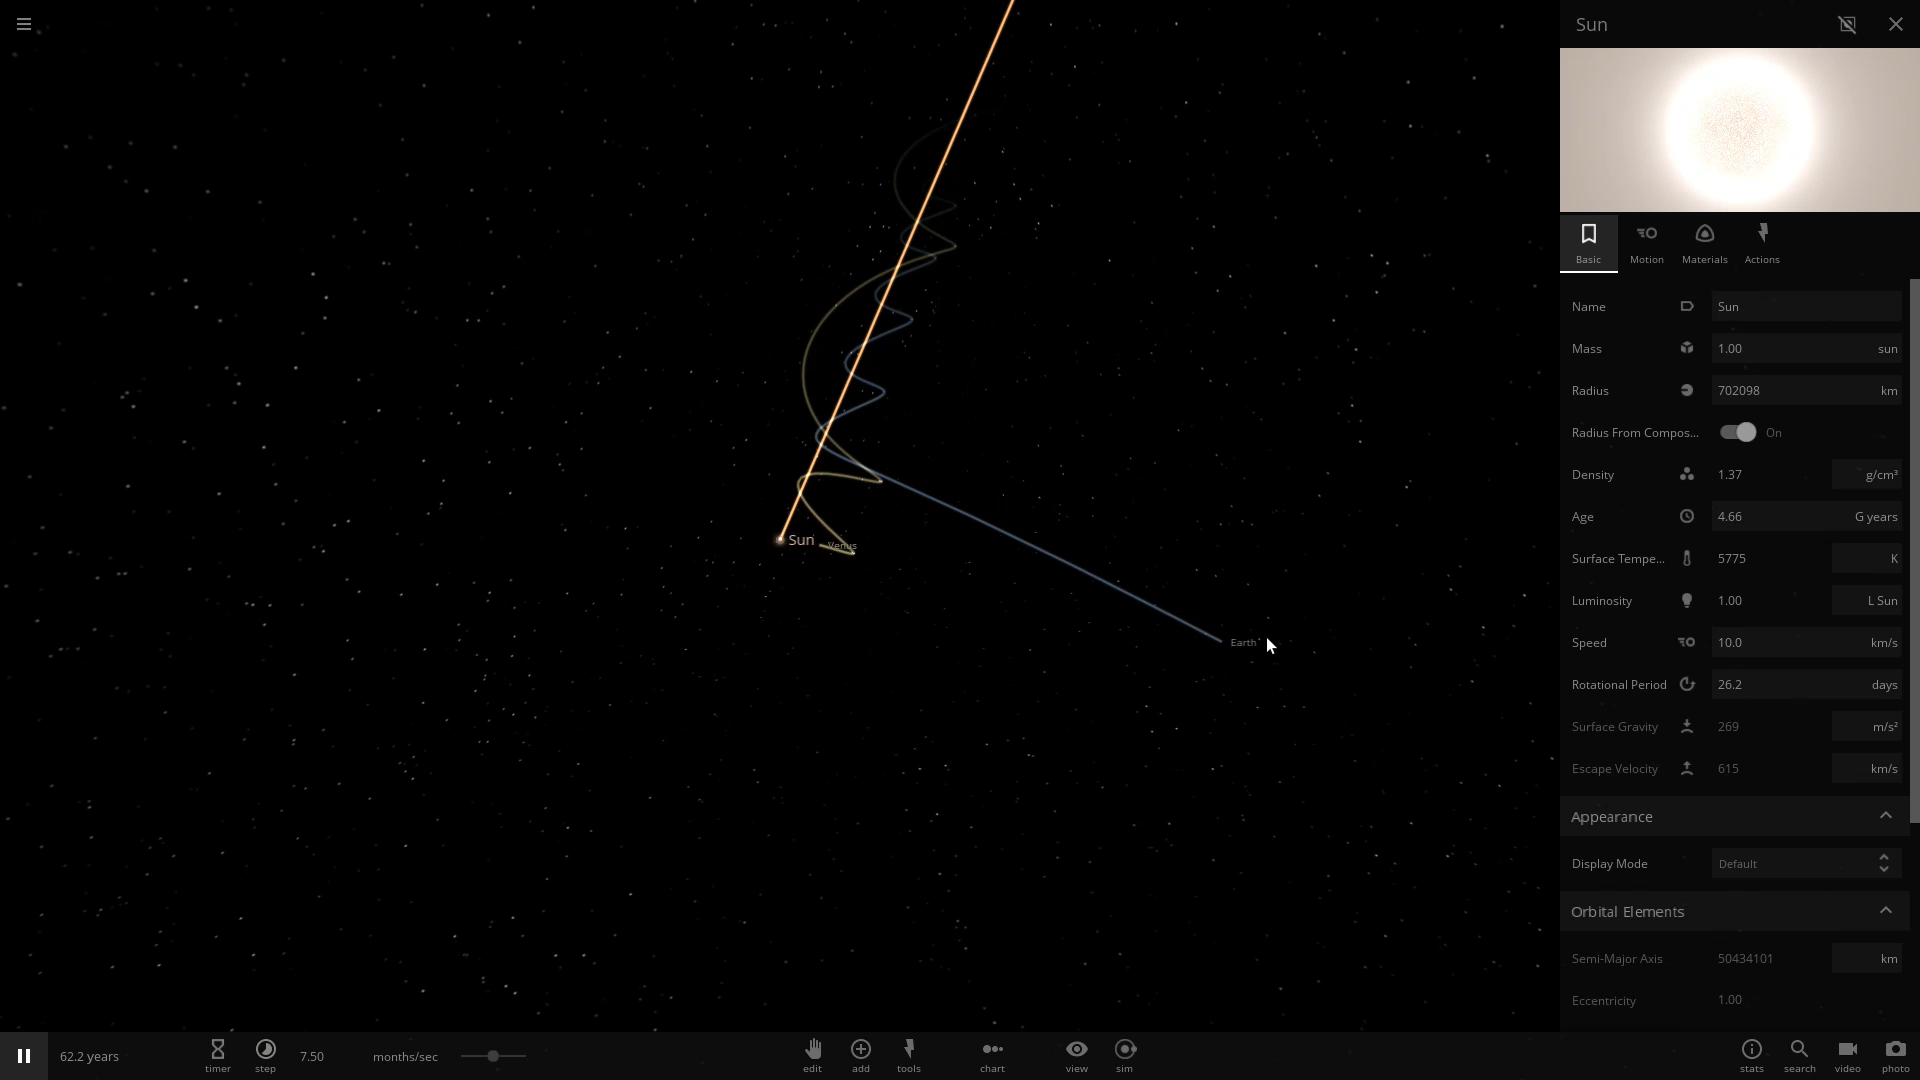 Sun
Basic
Motion
Materials
Actions
Name Sun
Mass 1.00 sun
Radius 702098 km
Radius From Compos... On
Density 1.37 g/cm³
Age 4.66 G years
Surface Tempe... 5775 K
Luminosity 1.00 L Sun
Speed 10.0 km/s
Rotational Period 26.2 days
Surface Gravity 269 m/s²
Escape Velocity 615 km/s
Appearance
Display Mode Default
Orbital Elements
Semi-Major Axis 50434101 km
Eccentricity 1.00
Sun
Venus
Earth
62.2 years
timer
step
7.50 months/sec
edit
add
tools
chart
view
sim
stats
search
video
photo